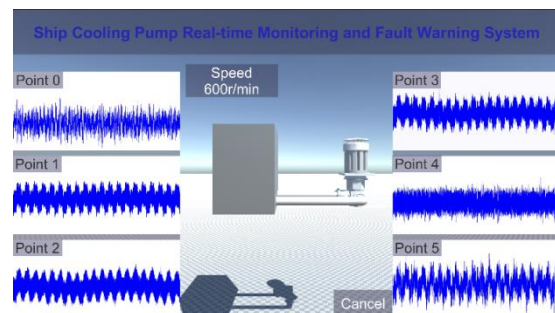 Ship Cooling Pump Real-time Monitoring and Fault Warning System
Point 0
Speed
600r/min
Point 3
Point 1
Point 4
Point 2
Point 5
Cancel